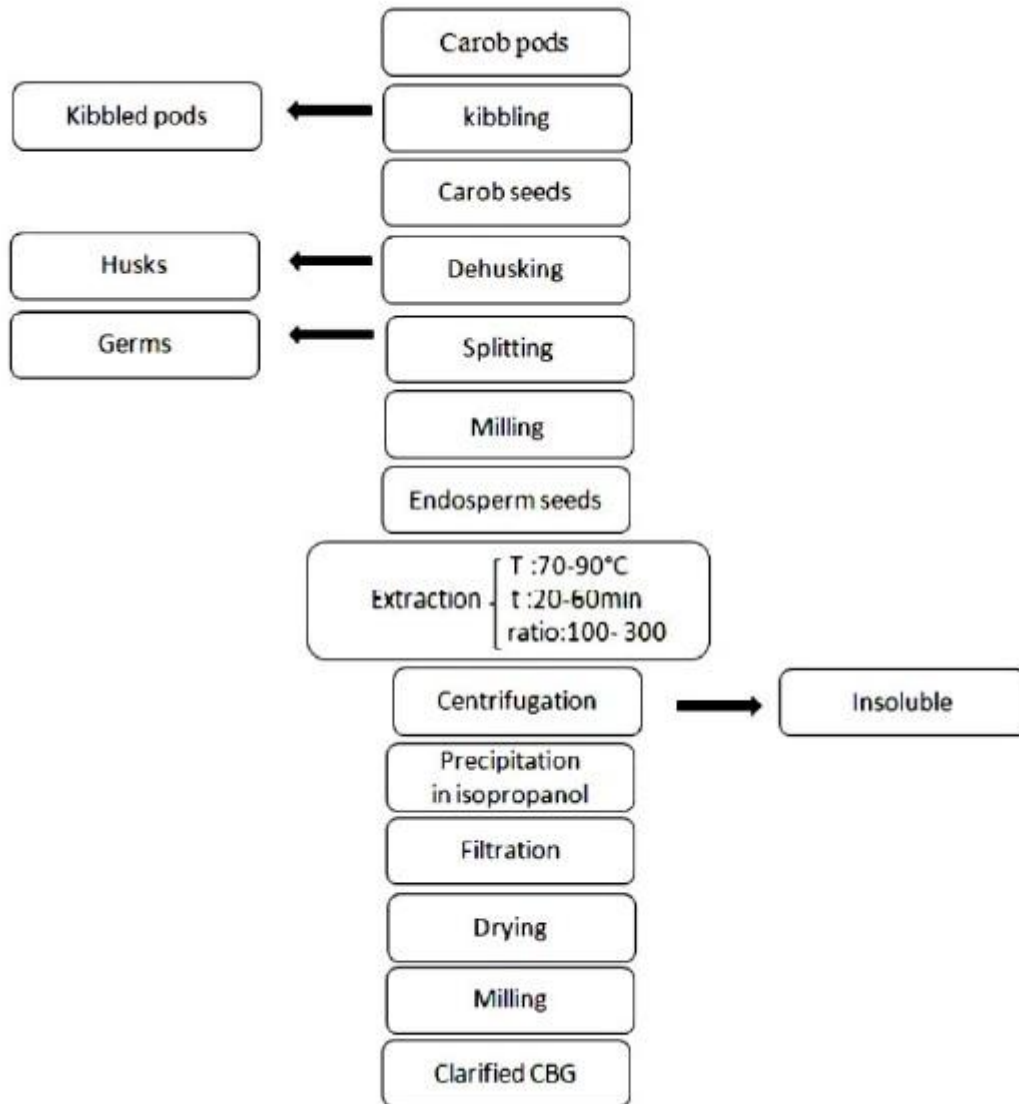 Carob pods
Kibbled pods
kibbling
Carob seeds
Husks
Dehusking
Germs
Splitting
Milling
Endosperm seeds
T :70-90°C
Extraction
t :20-60min
ratio:100- 300
Centrifugation
Insoluble
Precipitation
in isopropanol
Filtration
Drying
Milling
Clarified CBG